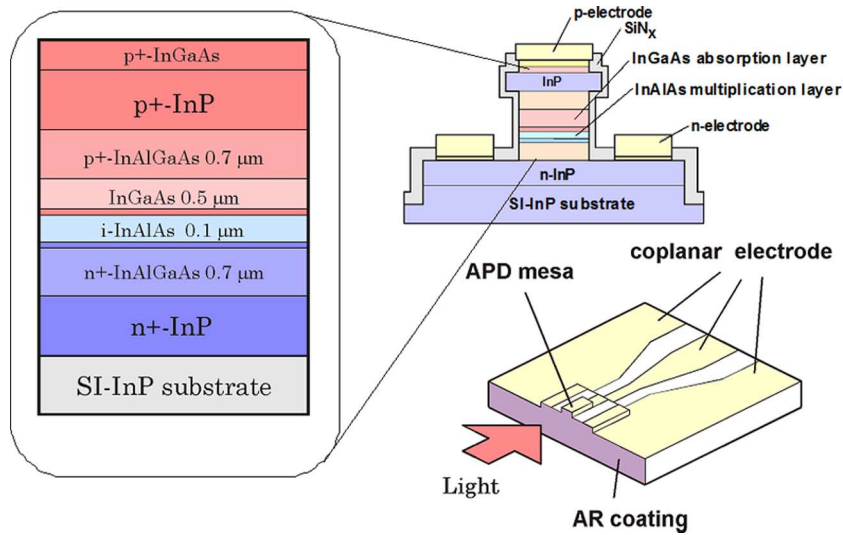 p+-InGaAs
p+-InP
p+-InAlGaAs 0.7 μm
InGaAs 0.5 μm
i-InAlAs 0.1 μm
n+-InAlGaAs 0.7 μm
n+-InP
SI-InP substrate
p-electrode
SiNx
InGaAs absorption layer
InP
InAlAs multiplication layer
n-electrode
n-InP
SI-InP substrate
coplanar electrode
APD mesa
Light
AR coating